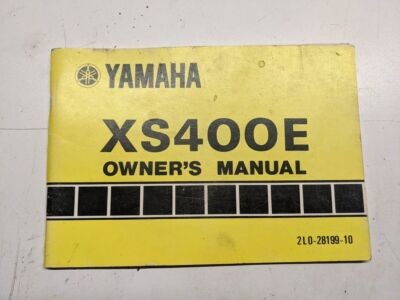 YAMAHA
XS400E
OWNER'S MANUAL
2L0-28199-10